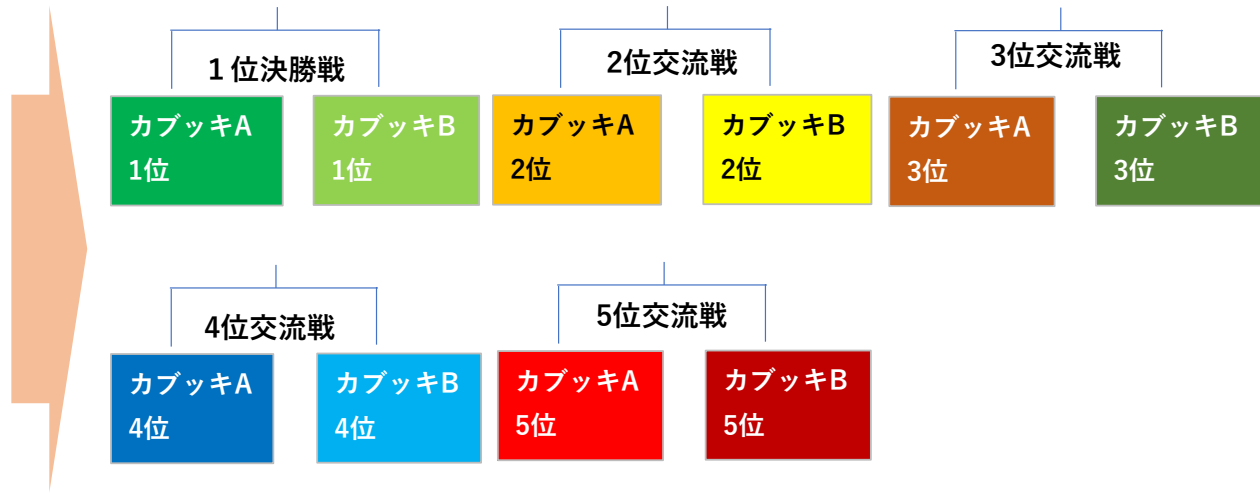 １位決勝戦
2位交流戦
3位交流戦
カブッキA
1位
カブッキB
1位
カブッキA
2位
カブッキB
2位
カブッキA
3位
カブッキB
3位
4位交流戦
5位交流戦
カブッキA
4位
カブッキB
4位
カブッキA
5位
カブッキB
5位